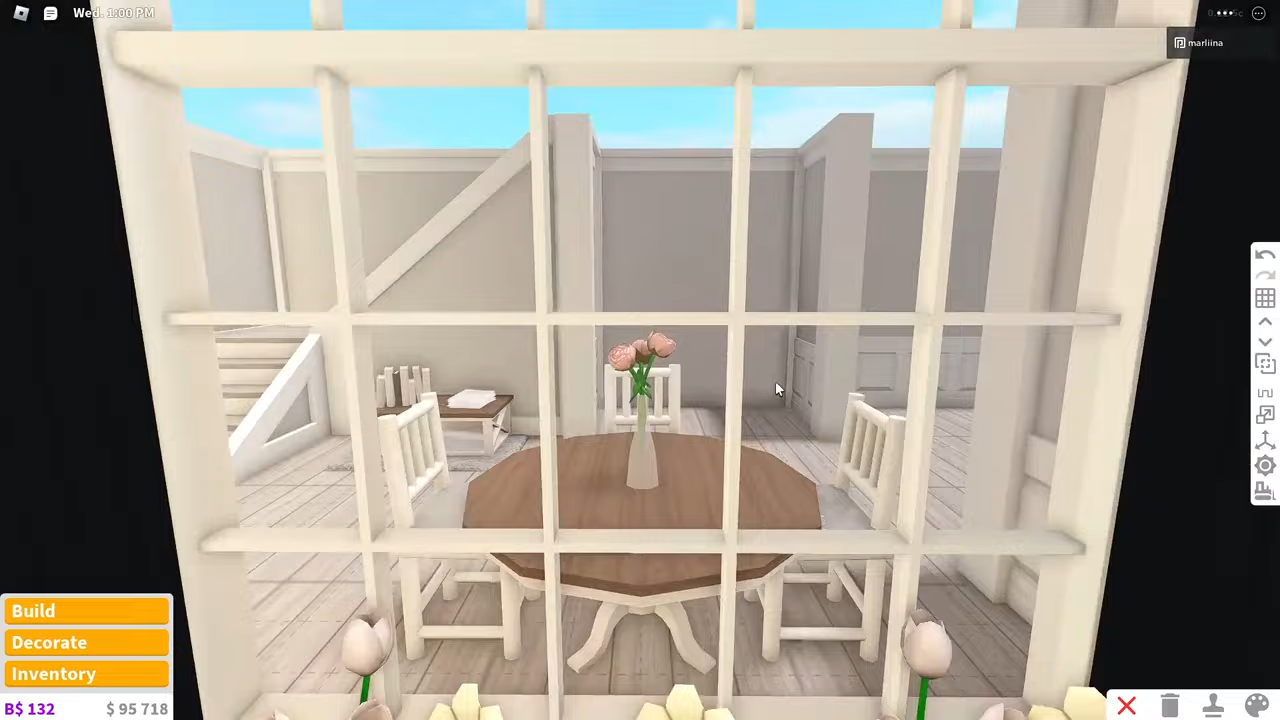 Wed. 1:00 PM
marliina
Build
Decorate
Inventory
B$ 132
$ 95 718